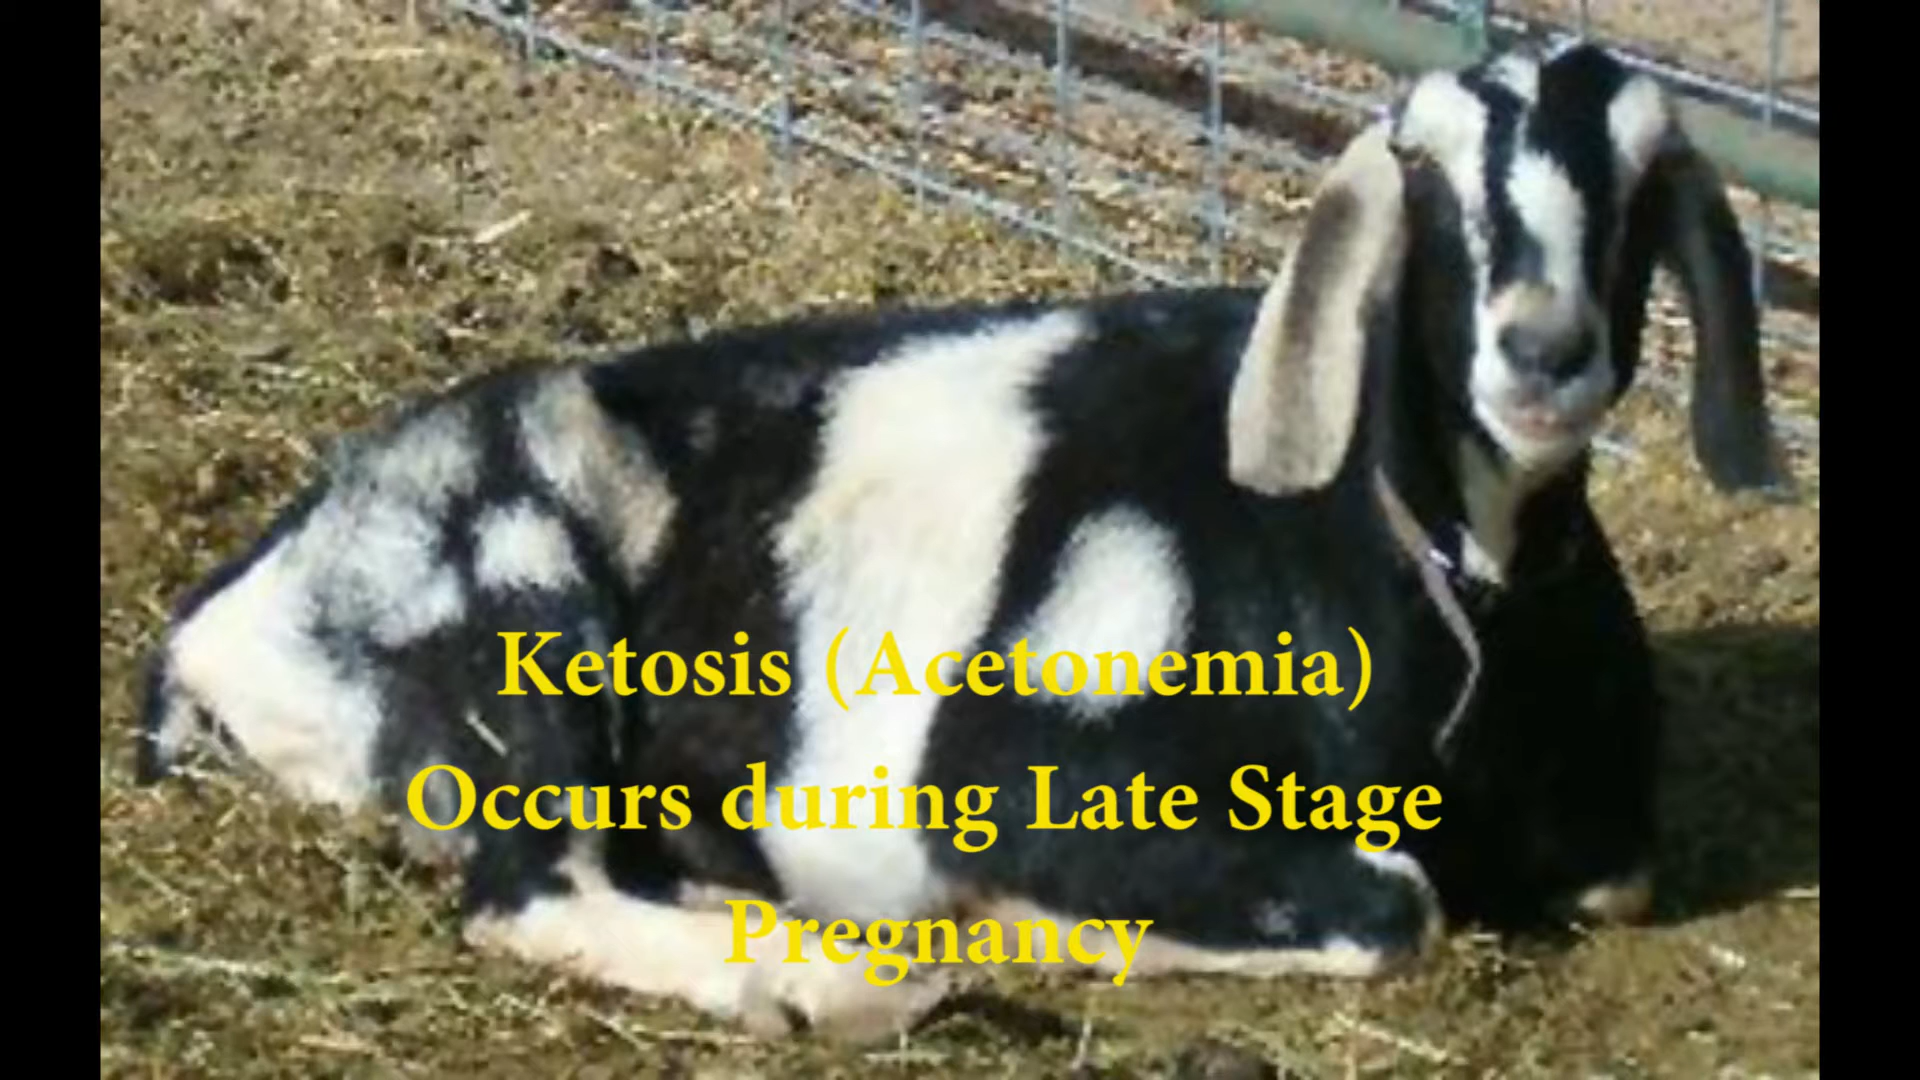 Ketosis (Acetonemia)
Occurs during Late Stage
Pregnancy